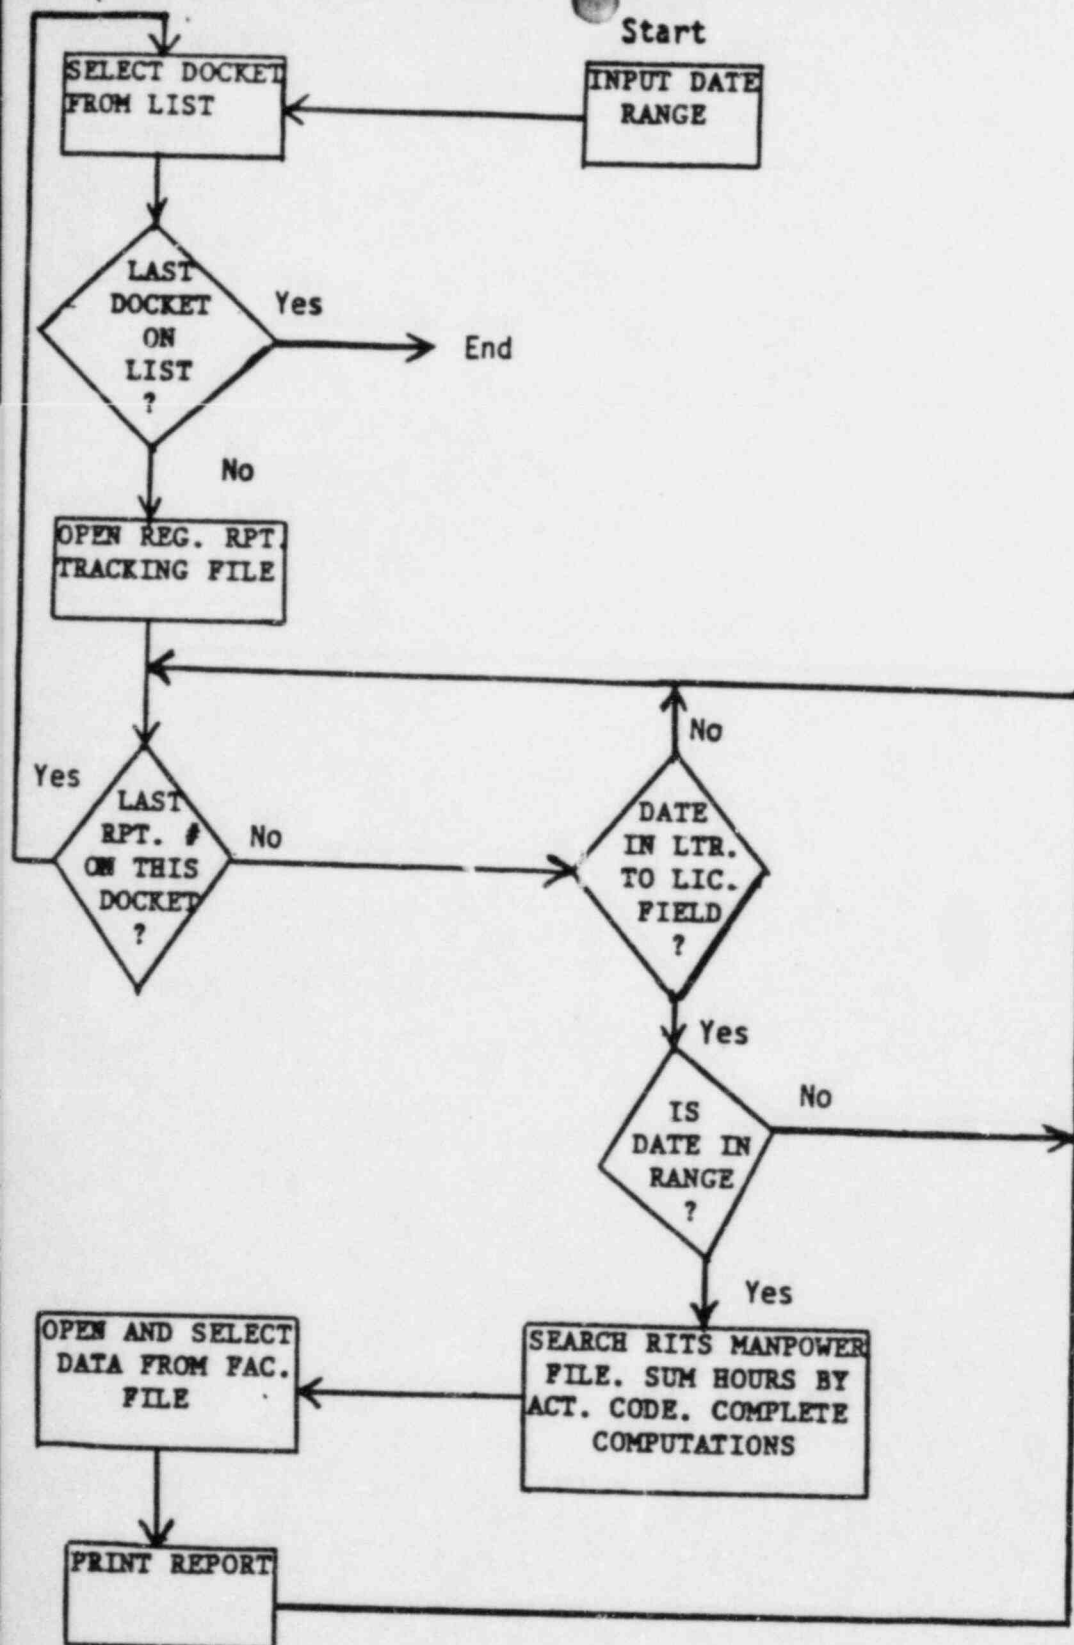 Start
INPUT DATE
RANGE
SELECT DOCKET
FROM LIST
LAST
DOCKET
ON
LIST
?
Yes
End
No
OPEN REG. RPT.
TRACKING FILE
Yes
LAST
RPT. #
ON THIS
DOCKET
?
No
No
DATE
IN LTR.
TO LIC.
FIELD
?
Yes
IS
DATE IN
RANGE
?
No
Yes
SEARCH RITS MANPOWER
FILE. SUM HOURS BY
ACT. CODE. COMPLETE
COMPUTATIONS
OPEN AND SELECT
DATA FROM FAC.
FILE
PRINT REPORT